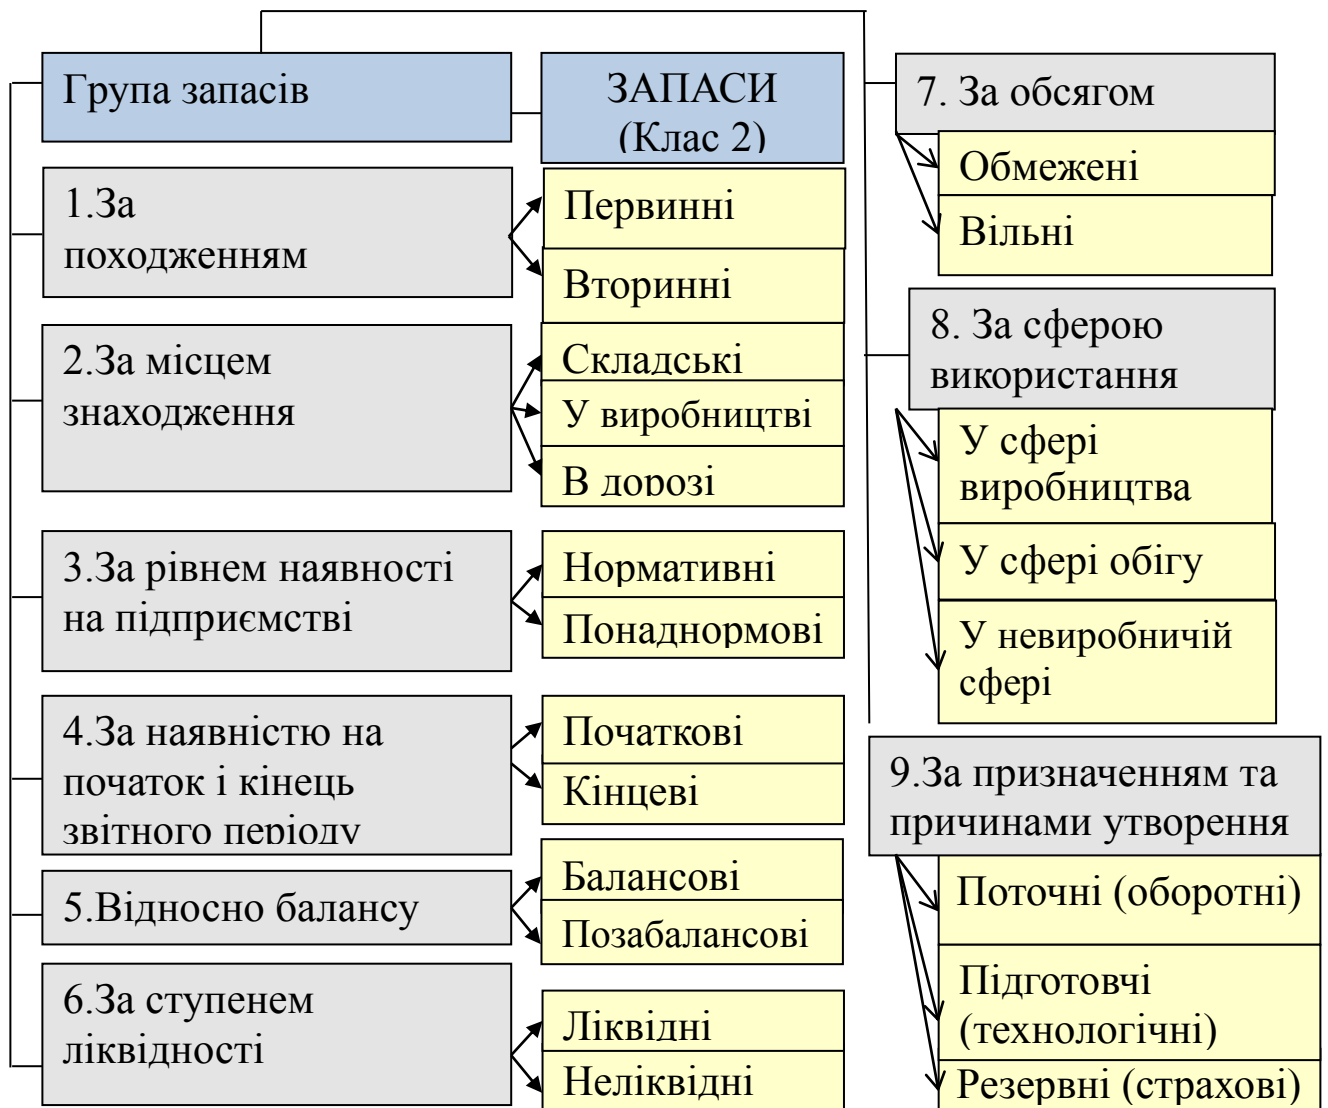 Група запасів
ЗАПАСИ
(Клас 2)
1.За
походженням
Первинні
Вторинні
2.За місцем
знаходження
Складські
У виробництві
В дорозі
3.За рівнем наявності
на підприємстві
Нормативні
Понаднормові
4.За наявністю на
початок і кінець
звітного періоду
Початкові
Кінцеві
5.Відносно балансу
Балансові
Позабалансові
6.За ступенем
ліквідності
Ліквідні
Неліквідні
7. За обсягом
Обмежені
Вільні
8. За сферою
використання
У сфері
виробництва
У сфері обігу
У невиробничій
сфері
9.За призначенням та
причинами утворення
Поточні (оборотні)
Підготовчі
(технологічні)
Резервні (страхові)